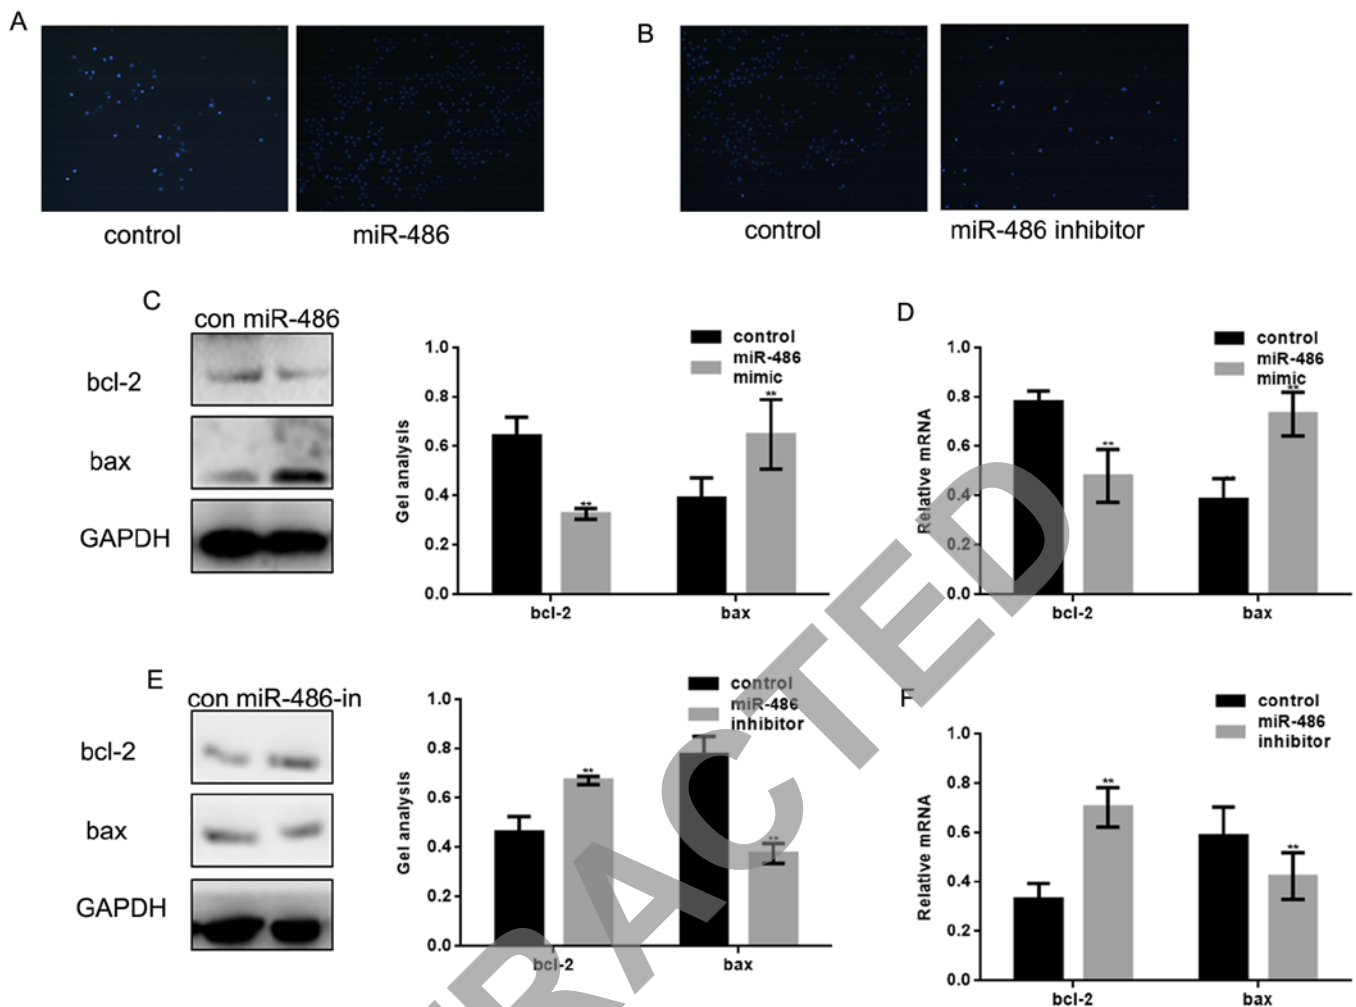 A
B
control
miR-486
control
miR-486 inhibitor
C
con miR-486
bcl-2
bax
GAPDH
control
miR-486
mimic
1.0
0.8
0.6
0.4
0.2
0.0
Gel analysis
**
**
bcl-2
bax
D
control
miR-486
mimic
1.0
0.8
0.6
0.4
0.2
0.0
Relative mRNA
**
**
bcl-2
bax
E
con miR-486-in
bcl-2
bax
GAPDH
control
miR-486
inhibitor
1.0
0.8
0.6
0.4
0.2
0.0
Gel analysis
**
**
bcl-2
bax
F
control
miR-486
inhibitor
1.0
0.8
0.6
0.4
0.2
0.0
Relative mRNA
**
**
bcl-2
bax
RACTED